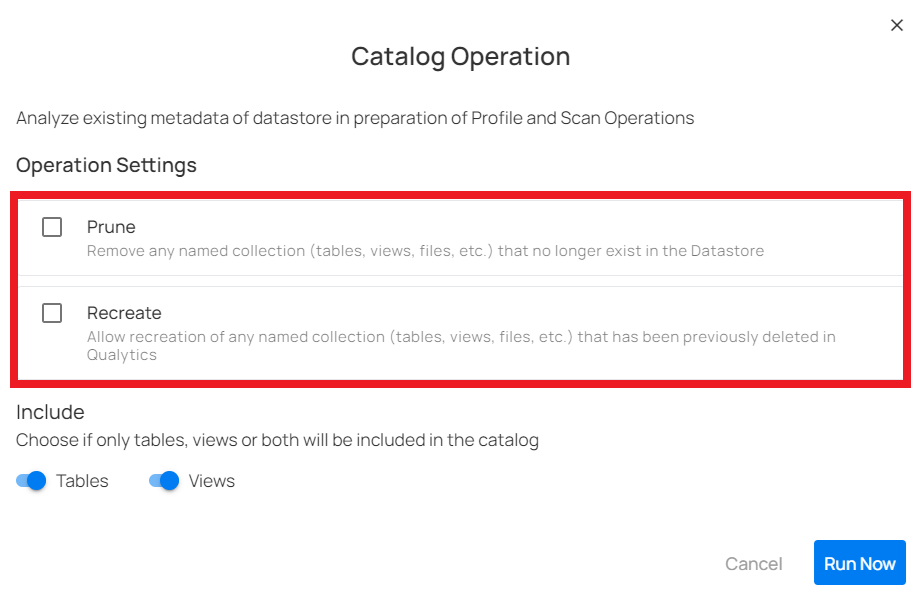 Catalog Operation
Analyze existing metadata of datastore in preparation of Profile and Scan Operations
Operation Settings
Prune
Remove any named collection (tables, views, files, etc.) that no longer exist in the Datastore
Recreate
Allow recreation of any named collection (tables, views, files, etc.) that has been previously deleted in
Qualytics
Include
Choose if only tables, views or both will be included in the catalog
Tables Views
Cancel Run Now